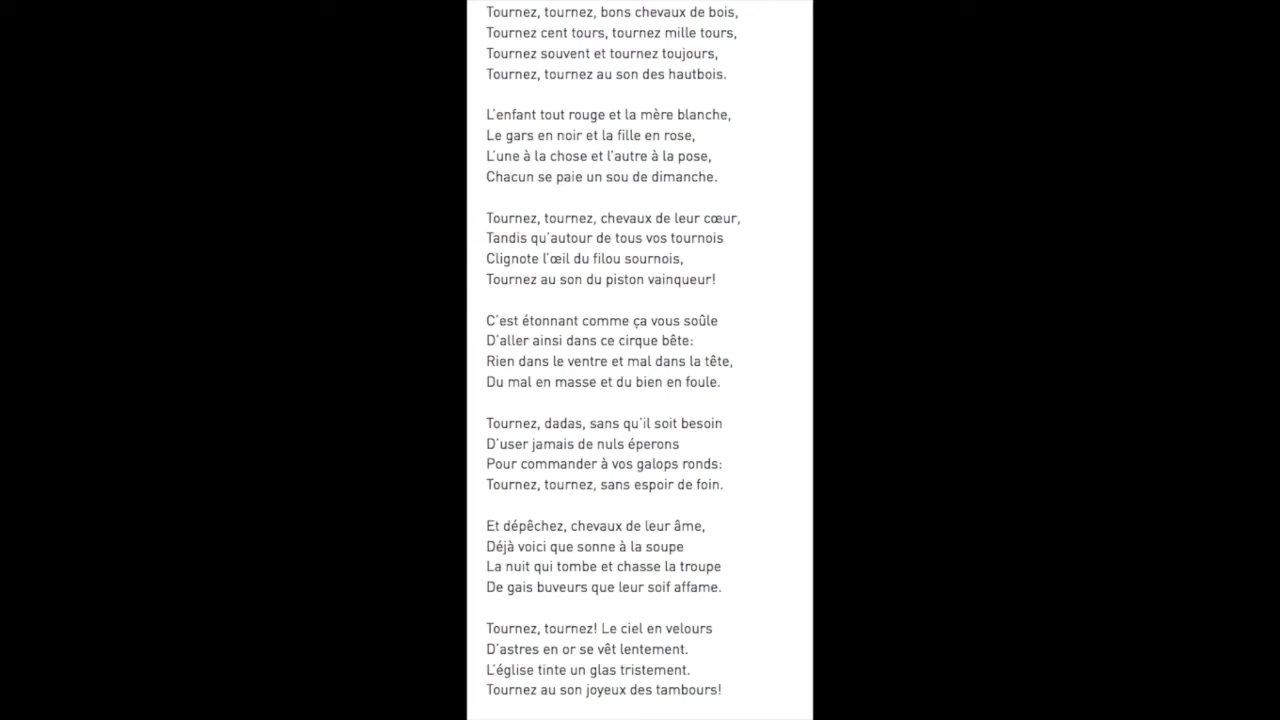 Tournez, tournez, bons chevaux de bois,
Tournez cent tours, tournez mille tours,
Tournez souvent et tournez toujours,
Tournez, tournez au son des hautbois.
L'enfant tout rouge et la mère blanche,
Le gars en noir et la fille en rose,
L'une à la chose et l'autre à la pose,
Chacun se paie un sou de dimanche.
Tournez, tournez, chevaux de leur cœur,
Tandis qu'autour de tous vos tournois
Clignote l'œil du filou sournois,
Tournez au son du piston vainqueur!
C'est étonnant comme ça vous soûle
D'aller ainsi dans ce cirque bête:
Rien dans le ventre et mal dans la tête,
Du mal en masse et du bien en foule.
Tournez, dadas, sans qu'il soit besoin
D'user jamais de nuls éperons
Pour commander à vos galops ronds:
Tournez, tournez, sans espoir de foin.
Et dépêchez, chevaux de leur âme,
Déjà voici que sonne à la soupe
La nuit qui tombe et chasse la troupe
De gais buveurs que leur soif affame.
Tournez, tournez! Le ciel en velours
D'astres en or se vêt lentement.
L'église tinte un glas tristement.
Tournez au son joyeux des tambours!